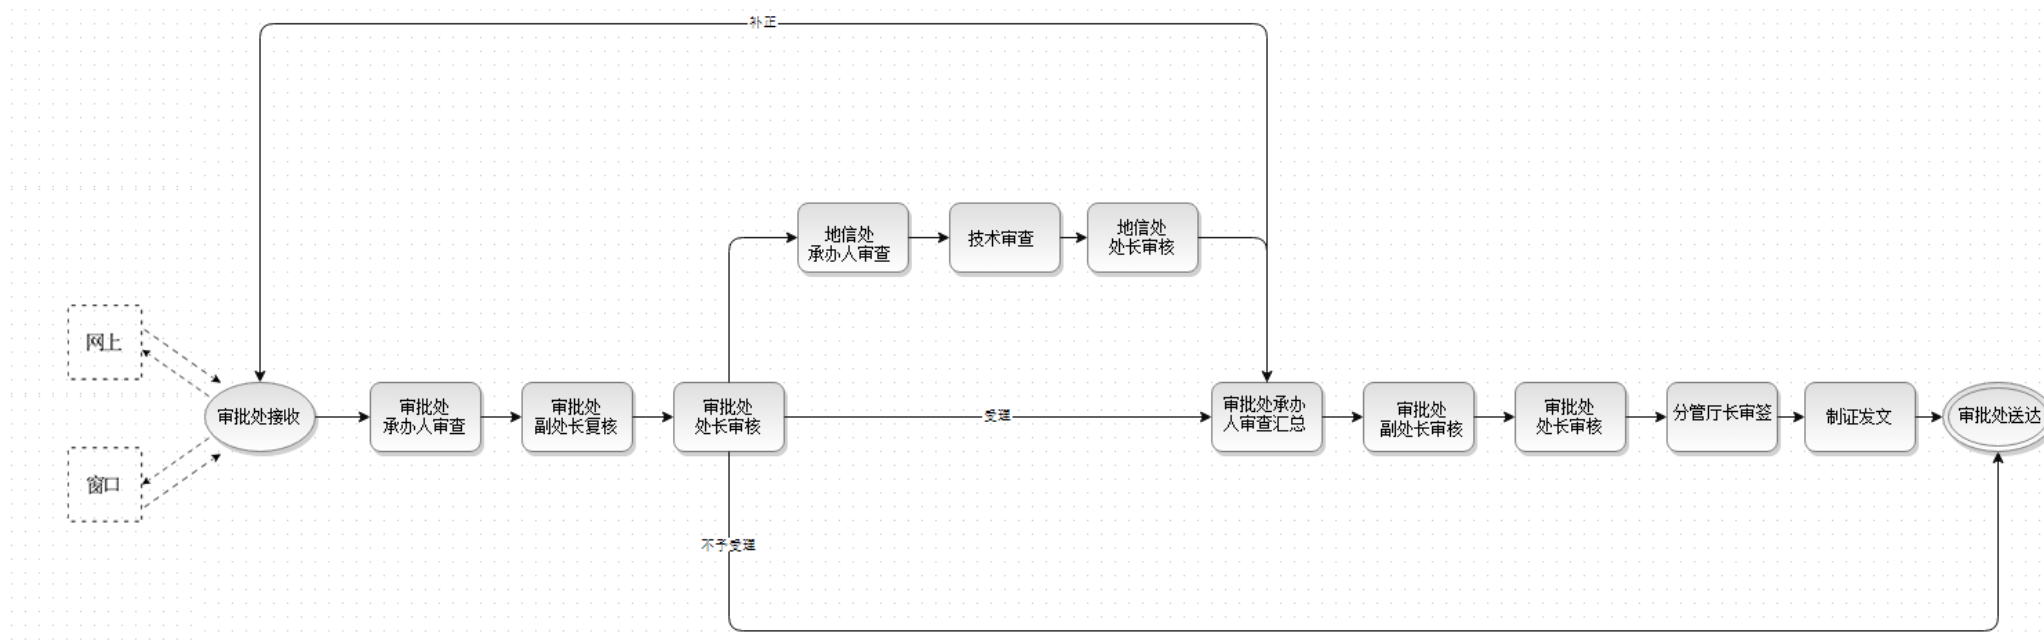 补正
地信处
承办人审查
技术审查
地信处
处长审核
网上
窗口
审批处接收
审批处
承办人审查
审批处
副处长复核
审批处
处长审核
受理
审批处承办
人审查汇总
审批处
副处长审核
审批处
处长审核
分管厅长审签
制证发文
审批处送达
不予受理